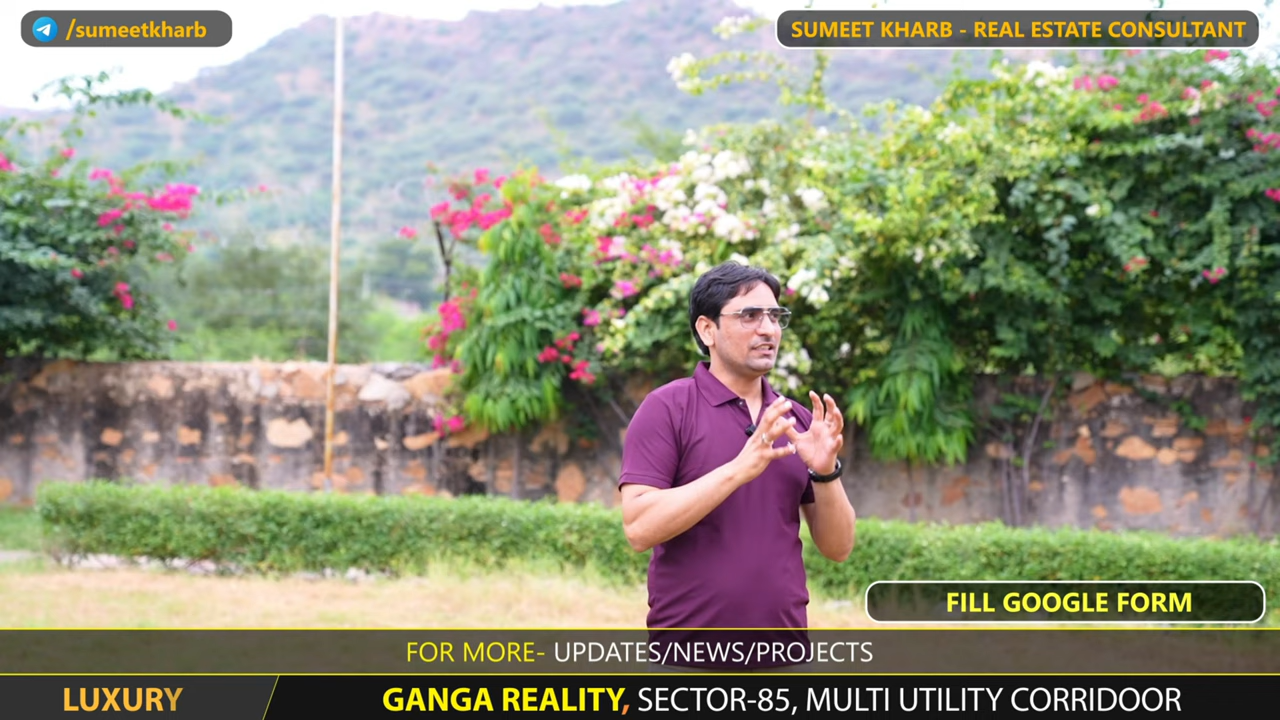 /sumeetkharb
SUMEET KHARB - REAL ESTATE CONSULTANT
FILL GOOGLE FORM
FOR MORE- UPDATES/NEWS/PROJECTS
LUXURY
GANGA REALITY, SECTOR-85, MULTI UTILITY CORRIDOOR